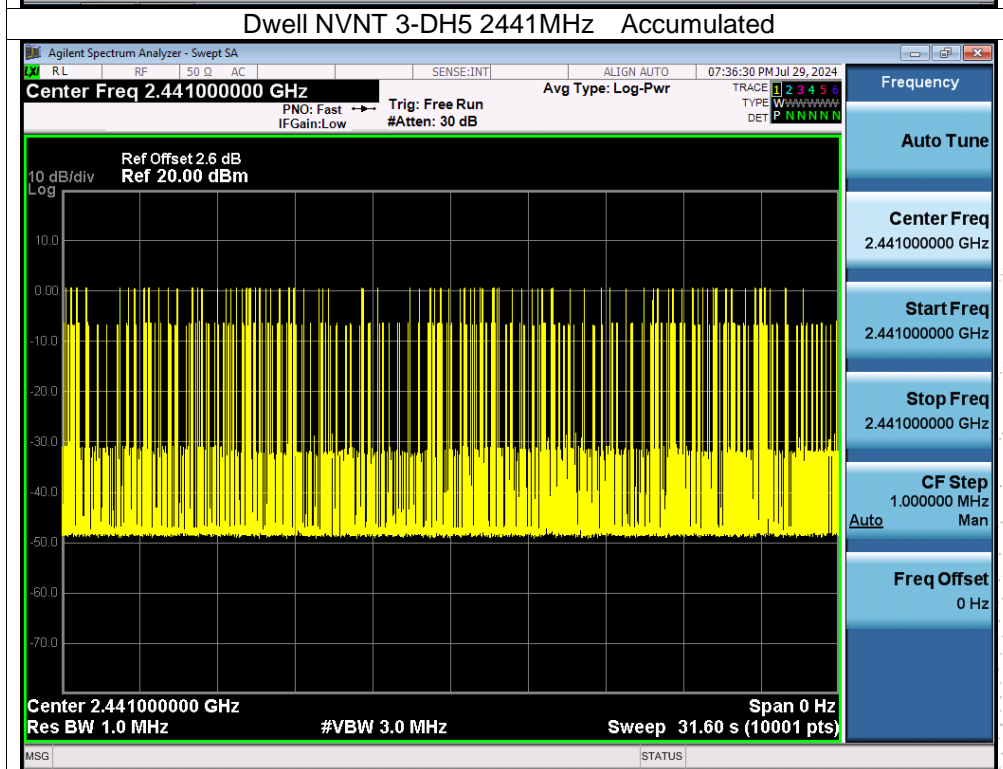 Dwell NVNT 3-DH5 2441MHz Accumulated
Agilent Spectrum Analyzer - Swept SA
LXI RL RF 50 Ω AC SENSE:INT ALIGN AUTO 07:36:30 PM Jul 29, 2024
Center Freq 2.441000000 GHz
PNO: Fast
IFGain:Low
Trig: Free Run
#Atten: 30 dB
Avg Type: Log-Pwr
TRACE 1 2 3 4 5 6
TYPE WWWWWWW
DET P N N N N N
Ref Offset 2.6 dB
10 dB/div Ref 20.00 dBm
Log
10.0
0.00
-10.0
-20.0
-30.0
-40.0
-50.0
-60.0
-70.0
Center 2.441000000 GHz Span 0 Hz
Res BW 1.0 MHz #VBW 3.0 MHz Sweep 31.60 s (10001 pts)
MSG STATUS
Frequency
Auto Tune
Center Freq
2.441000000 GHz
Start Freq
2.441000000 GHz
Stop Freq
2.441000000 GHz
CF Step
1.000000 MHz
Auto Man
Freq Offset
0 Hz